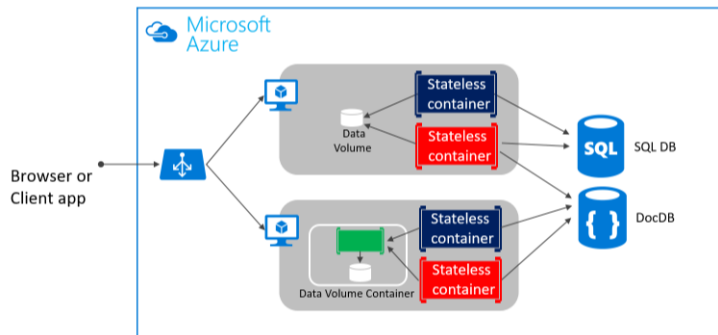 Microsoft
Azure
Stateless
container
Data
Volume
Stateless
container
SQL
SQL DB
Browser or
Client app
{ }
DocDB
Stateless
container
Stateless
container
Data Volume Container